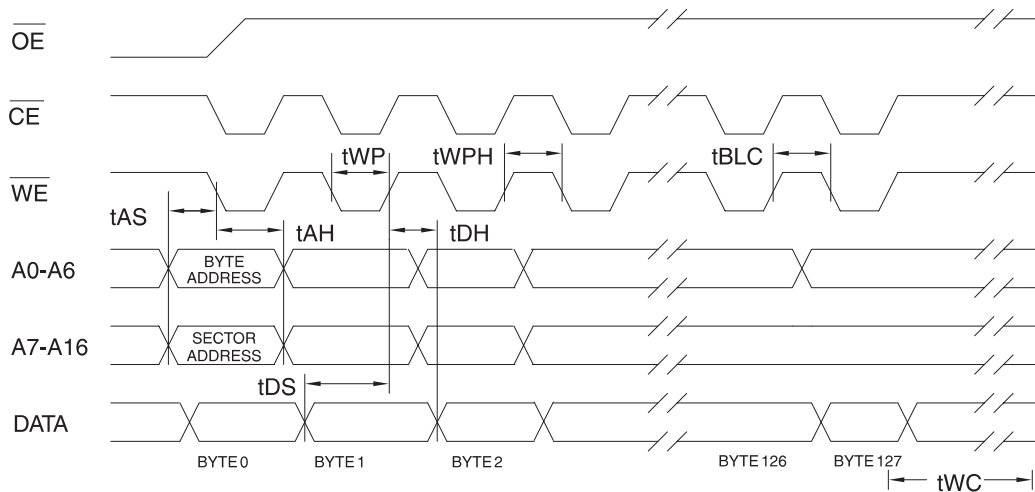 OE
CE
tWP tWPH tBLC
WE
tAS
tAH tDH
A0-A6 BYTE ADDRESS
A7-A16 SECTOR ADDRESS
tDS
DATA
BYTE 0 BYTE 1 BYTE 2 BYTE 126 BYTE 127
tWC